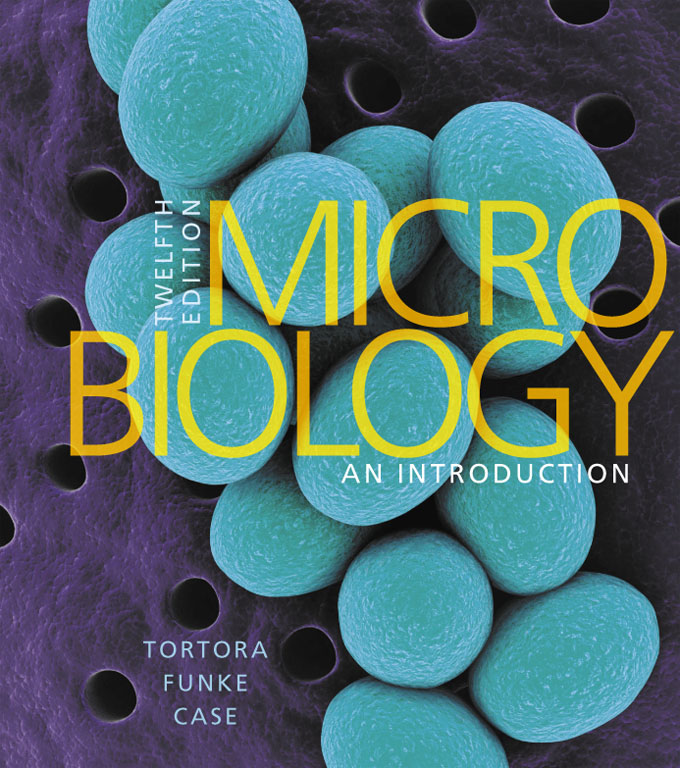 TWELFTH
EDITION
MICRO
BIOLOGY
AN INTRODUCTION
TORTORA
FUNKE
CASE